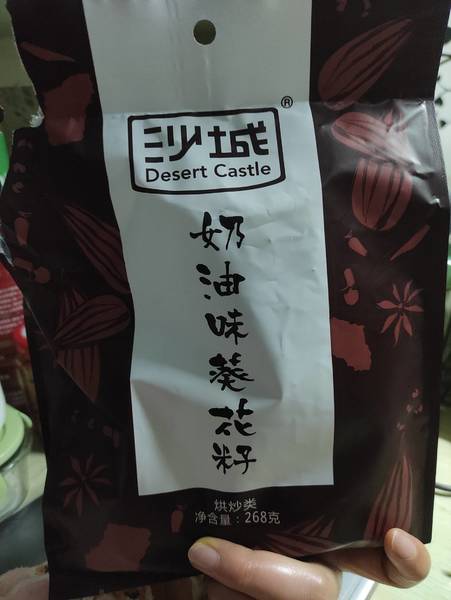 沙城
®
Desert Castle
奶油味葵花籽
烘炒类
净含量：268克